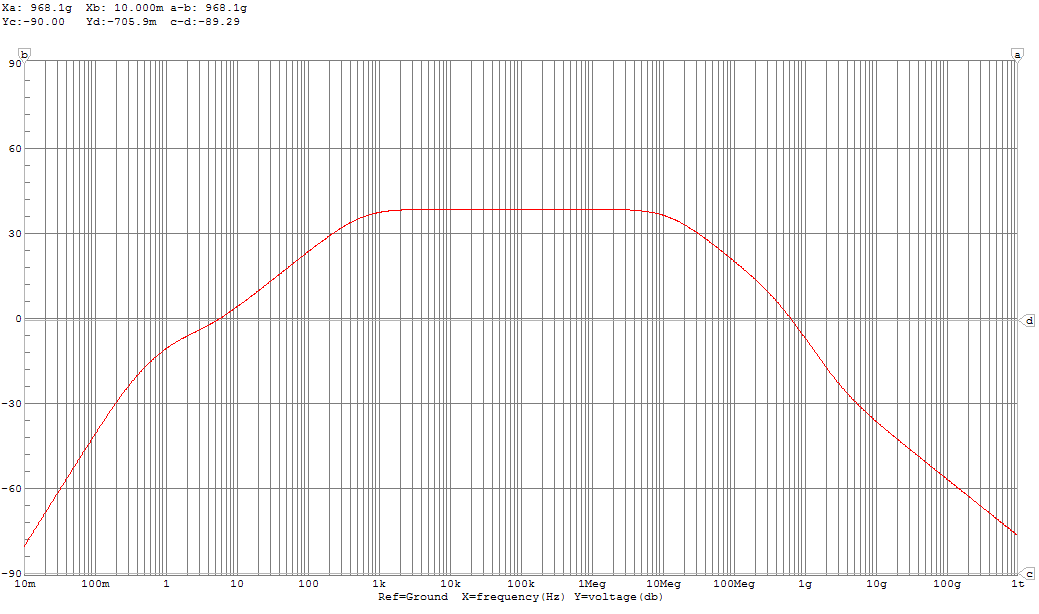 Xa: 968.1g Xb: 10.000m a-b: 968.1g
Yc:-90.00 Yd:-705.9m c-d:-89.29
b a
90
60
30
0 d
-30
-60
-90 c
10m 100m 1 10 100 1k 10k 100k 1Meg 10Meg 100Meg 1g 10g 100g 1t
Ref=Ground X=frequency(Hz) Y=voltage(db)